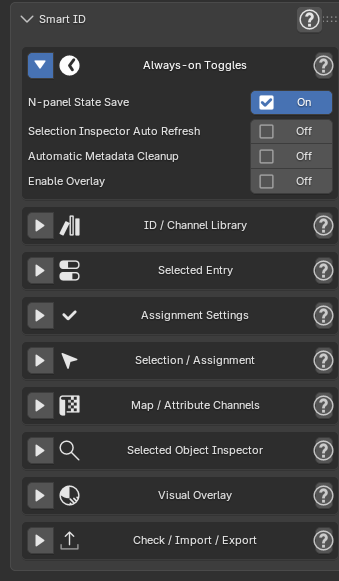 Smart ID
Always-on Toggles
N-panel State Save On
Selection Inspector Auto Refresh Off
Automatic Metadata Cleanup Off
Enable Overlay Off
ID / Channel Library
Selected Entry
Assignment Settings
Selection / Assignment
Map / Attribute Channels
Selected Object Inspector
Visual Overlay
Check / Import / Export